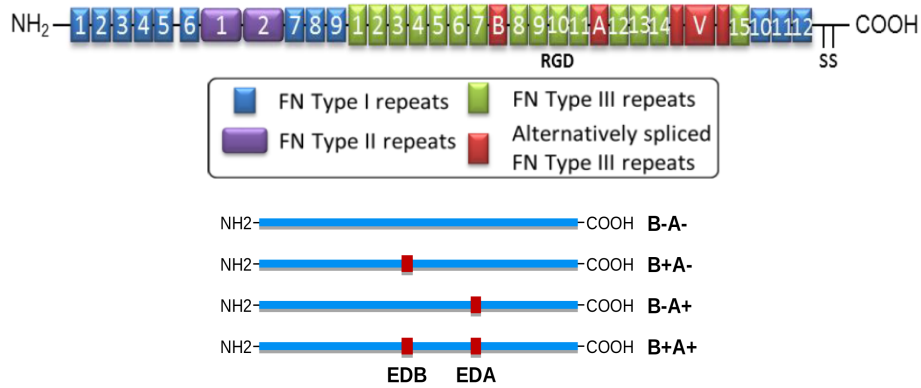 NH2 1 2 3 4 5 6 1 2 7 8 9 1 2 3 4 5 6 7 B 8 9 10 11 A 12 13 14 V 15 10 11 12 COOH
RGD SS
FN Type I repeats FN Type III repeats
FN Type II repeats Alternatively spliced
FN Type III repeats
NH2 COOH B-A-
NH2 COOH B+A-
NH2 COOH B-A+
NH2 COOH B+A+
EDB EDA